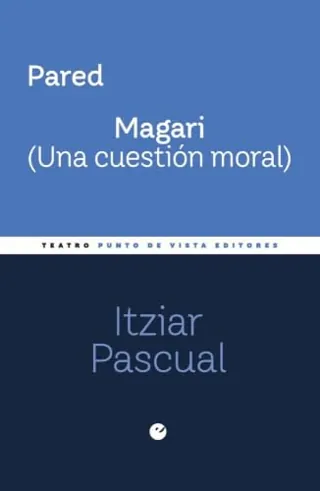 Pared
Magari
(Una cuestión moral)
TEATRO PUNTO DE VISTA EDITORES
Itziar
Pascual